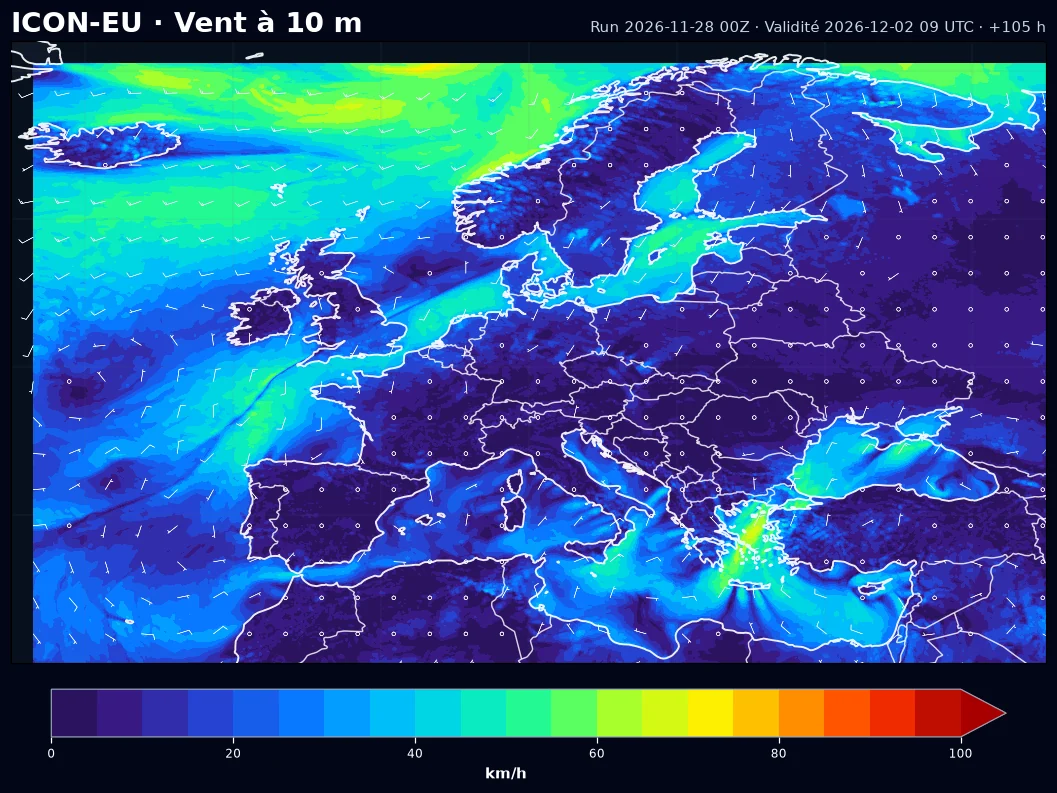 ICON-EU · Vent à 10 m
Run 2026-11-28 00Z · Validité 2026-12-02 09 UTC · +105 h
0 20 40 60 80 100
km/h